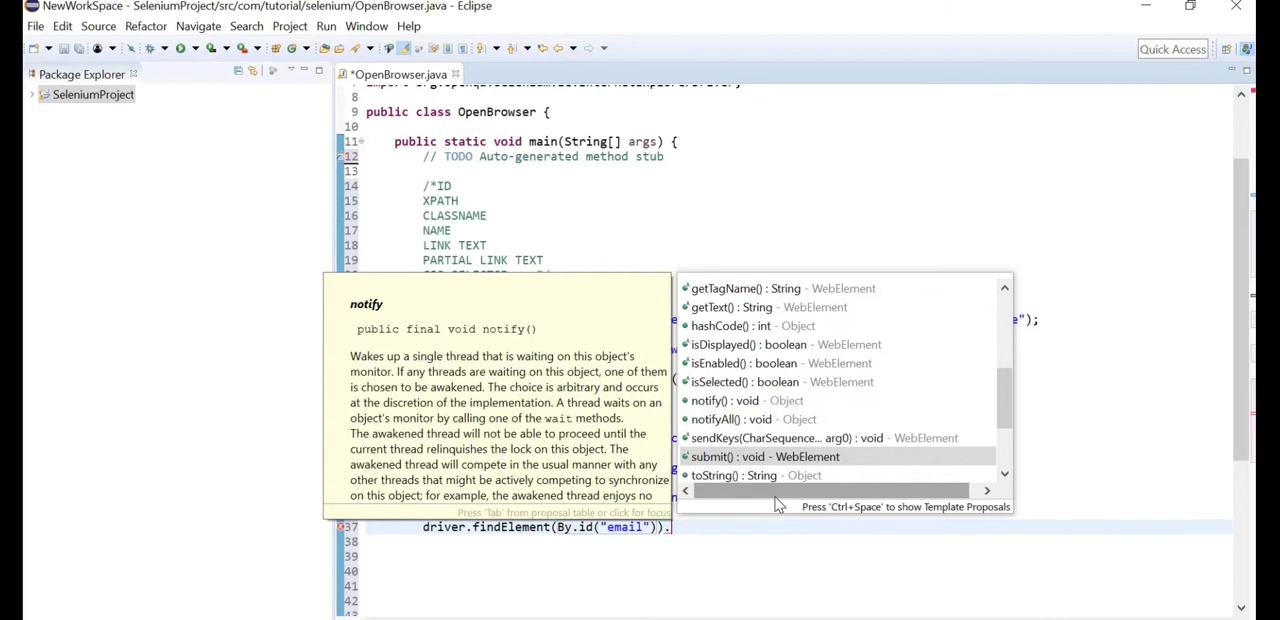 NewWorkSpace - SeleniumProject/src/com/tutorial/selenium/OpenBrowser.java - Eclipse
File Edit Source Refactor Navigate Search Project Run Window Help
Quick Access
Package Explorer
SeleniumProject
*OpenBrowser.java
8
9 public class OpenBrowser {
10
11 public static void main(String[] args) {
12 // TODO Auto-generated method stub
13
14 /*ID
15 XPATH
16 CLASSNAME
17 NAME
18 LINK TEXT
19 PARTIAL LINK TEXT
notify
public final void notify()
Wakes up a single thread that is waiting on this object's
monitor. If any threads are waiting on this object, one of them
is chosen to be awakened. The choice is arbitrary and occurs
at the discretion of the implementation. A thread waits on an
object's monitor by calling one of the wait methods.
The awakened thread will not be able to proceed until the
current thread relinquishes the lock on this object. The
awakened thread will compete in the usual manner with any
other threads that might be actively competing to synchronize
on this object; for example, the awakened thread enjoys no
Press 'Tab' from proposal table or click for focus
getTagName() : String - WebElement
getText() : String - WebElement
hashCode() : int - Object
isDisplayed() : boolean - WebElement
isEnabled() : boolean - WebElement
isSelected() : boolean - WebElement
notify() : void - Object
notifyAll() : void - Object
sendKeys(CharSequence... arg0) : void - WebElement
submit() : void - WebElement
toString() : String - Object
Press 'Ctrl+Space' to show Template Proposals
e");
37 driver.findElement(By.id("email")).
38
39
40
41
42